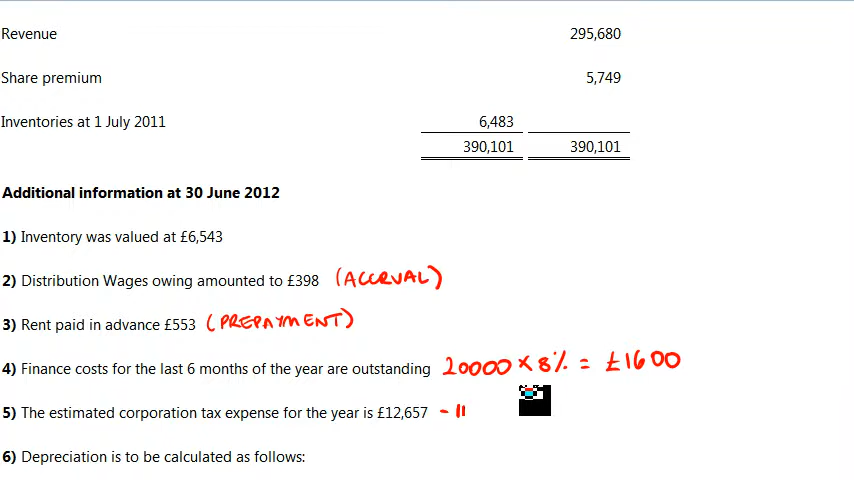 Revenue 295,680
Share premium 5,749
Inventories at 1 July 2011 6,483
390,101 390,101
Additional information at 30 June 2012
1) Inventory was valued at £6,543
2) Distribution Wages owing amounted to £398 (ACCRUAL)
3) Rent paid in advance £553 (PREPAYMENT)
4) Finance costs for the last 6 months of the year are outstanding 20000 × 8% = £1600
5) The estimated corporation tax expense for the year is £12,657 - 11
6) Depreciation is to be calculated as follows: